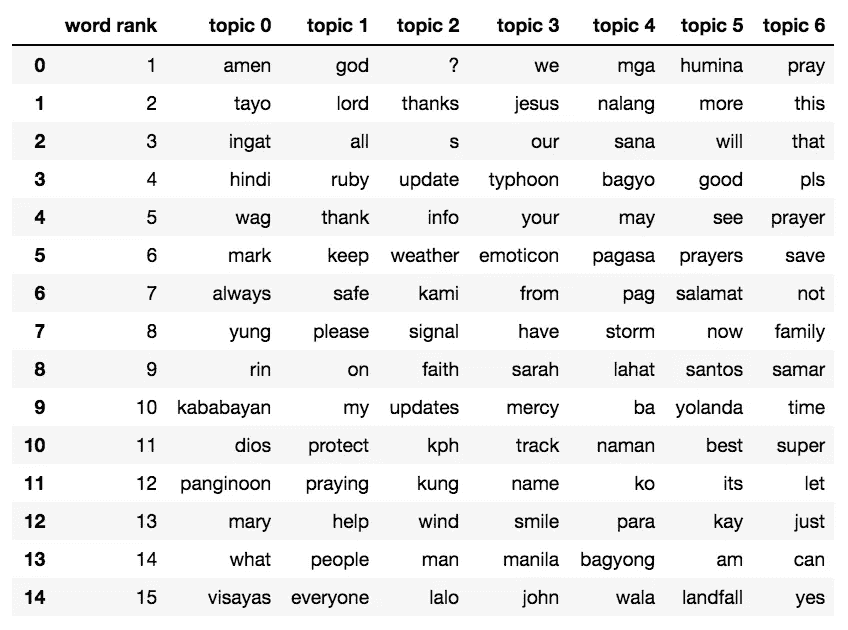 word rank topic 0 topic 1 topic 2 topic 3 topic 4 topic 5 topic 6
0 1 amen god ? we mga humina pray
1 2 tayo lord thanks jesus nalang more this
2 3 ingat all s our sana will that
3 4 hindi ruby update typhoon bagyo good pls
4 5 wag thank info your may see prayer
5 6 mark keep weather emoticon pagasa prayers save
6 7 always safe kami from pag salamat not
7 8 yung please signal have storm now family
8 9 rin on faith sarah lahat santos samar
9 10 kababayan my updates mercy ba yolanda time
10 11 dios protect kph track naman best super
11 12 panginoon praying kung name ko its let
12 13 mary help wind smile para kay just
13 14 what people man manila bagyong am can
14 15 visayas everyone lalo john wala landfall yes